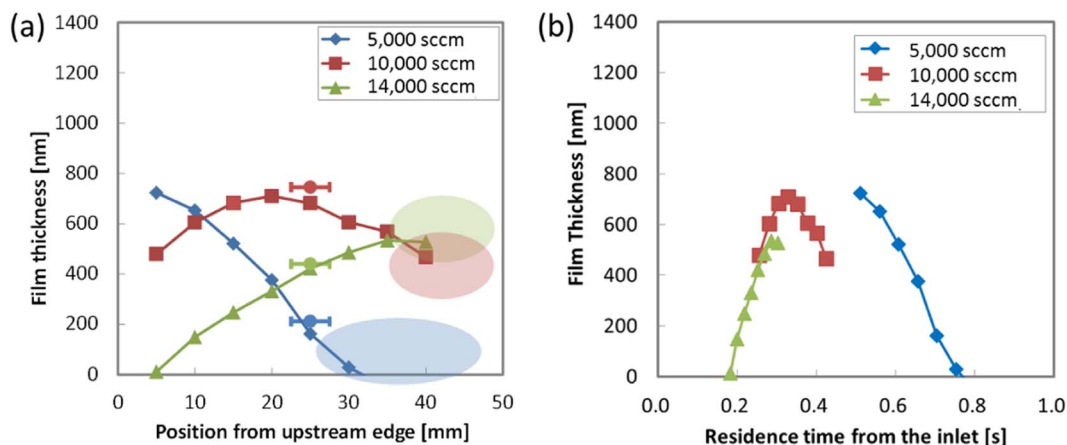 (a)
1400
1200
1000
800
600
400
200
0
Film thickness [nm]
5,000 sccm
10,000 sccm
14,000 sccm
0 10 20 30 40 50
Position from upstream edge [mm]
(b)
1400
1200
1000
800
600
400
200
0
Film Thickness [nm]
5,000 sccm
10,000 sccm
14,000 sccm
0.0 0.2 0.4 0.6 0.8 1.0
Residence time from the inlet [s]